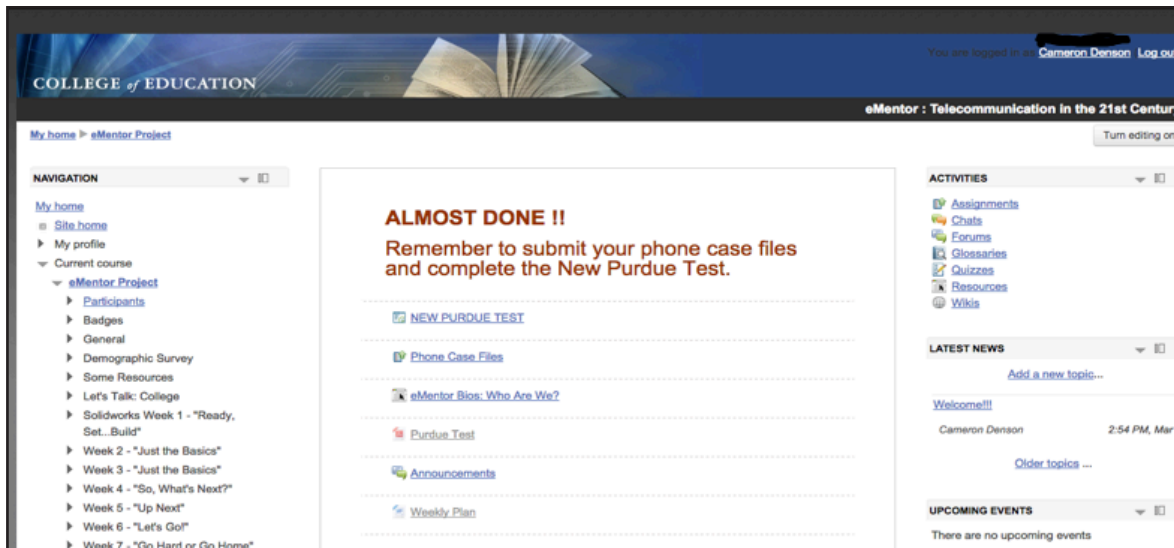 You are logged in as Cameron Denson Log out
COLLEGE of EDUCATION
eMentor : Telecommunication in the 21st Centur
My home eMentor Project
Turn editing on
NAVIGATION
My home
Site home
My profile
Current course
eMentor Project
Participants
Badges
General
Demographic Survey
Some Resources
Let's Talk: College
Solidworks Week 1 - "Ready,
Set...Build"
Week 2 - "Just the Basics"
Week 3 - "Just the Basics"
Week 4 - "So, What's Next?"
Week 5 - "Up Next"
Week 6 - "Let's Go!"
Week 7 - "Go Hard or Go Home"
ALMOST DONE !!
Remember to submit your phone case files
and complete the New Purdue Test.
NEW PURDUE TEST
Phone Case Files
eMentor Bios: Who Are We?
Purdue Test
Announcements
Weekly Plan
ACTIVITIES
Assignments
Chats
Forums
Glossaries
Quizzes
Resources
Wikis
LATEST NEWS
Add a new topic...
Welcome!!!
Cameron Denson 2:54 PM, Mar
Older topics ...
UPCOMING EVENTS
There are no upcoming events